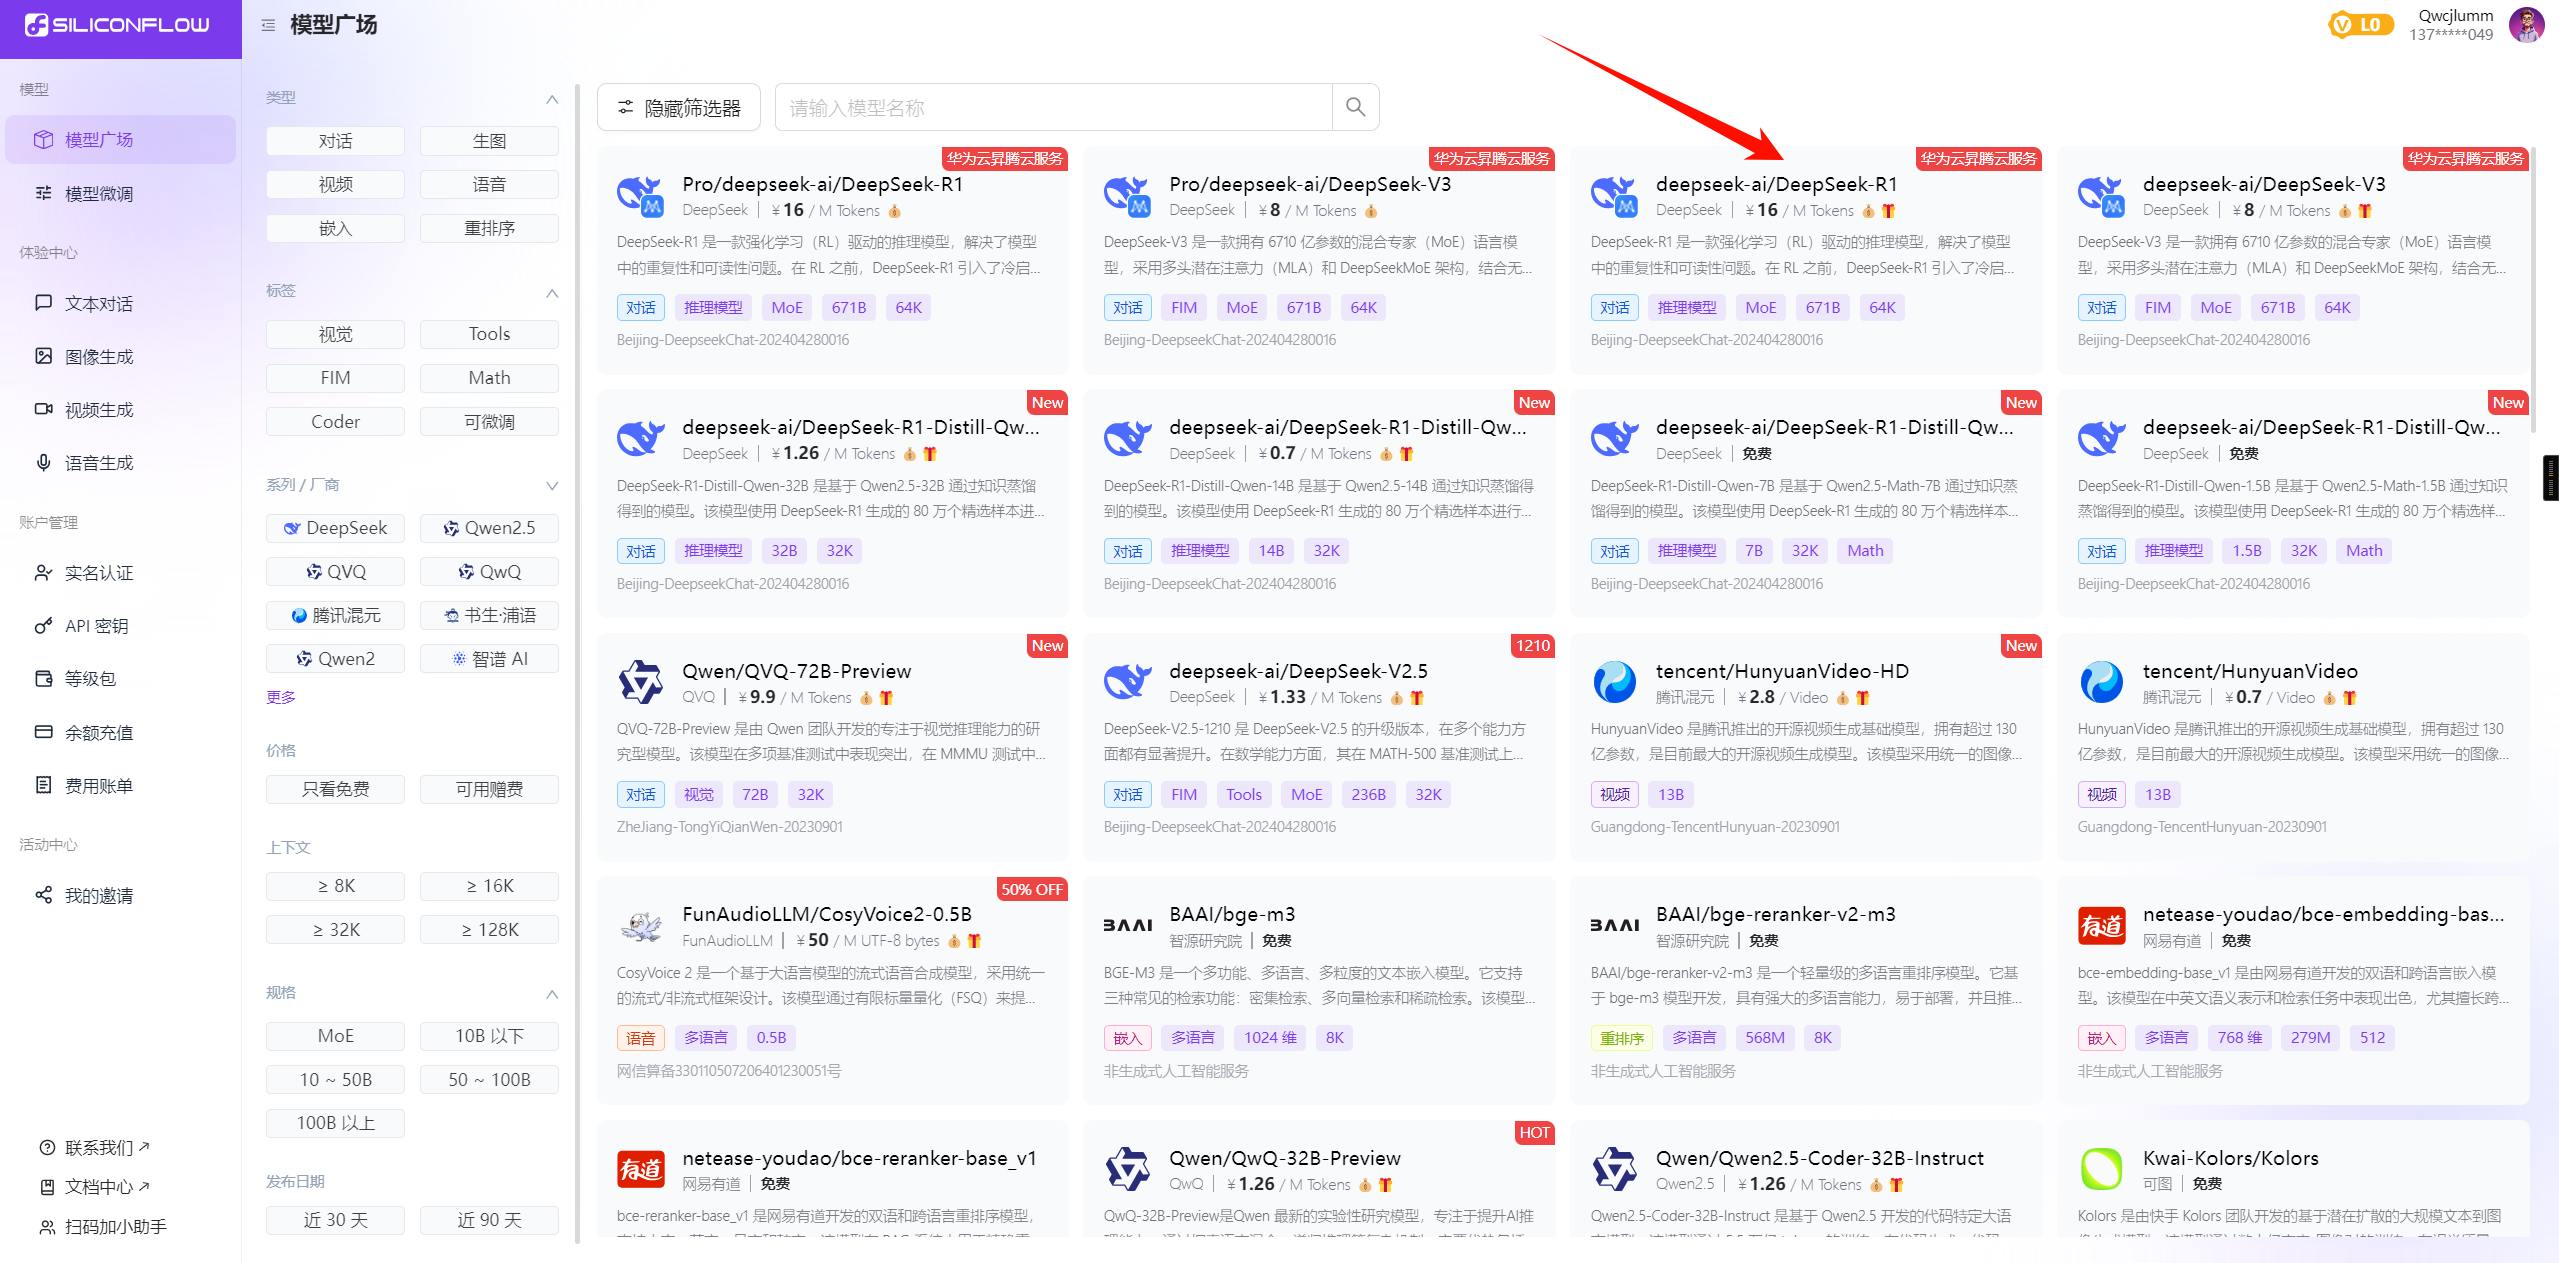 SILICONFLOW
模型广场
L0
Qwcjlumm
137*****049
模型
模型广场
模型微调
体验中心
文本对话
图像生成
视频生成
语音生成
账户管理
实名认证
API 密钥
等级包
余额充值
费用账单
活动中心
我的邀请
联系我们
文档中心
扫码加小助手
类型
对话
生图
视频
语音
嵌入
重排序
标签
视觉
Tools
FIM
Math
Coder
可微调
系列 / 厂商
DeepSeek
Qwen2.5
QVQ
QwQ
腾讯混元
书生·浦语
Qwen2
智谱 AI
更多
价格
只看免费
可用赠费
上下文
≥ 8K
≥ 16K
≥ 32K
≥ 128K
规格
MoE
10B 以下
10 ~ 50B
50 ~ 100B
100B 以上
发布日期
近 30 天
近 90 天
隐藏筛选器
请输入模型名称
华为云昇腾云服务
Pro/deepseek-ai/DeepSeek-R1
DeepSeek | ¥ 16 / M Tokens
DeepSeek-R1 是一款强化学习（RL）驱动的推理模型，解决了模型
中的重复性和可读性问题。在 RL 之前，DeepSeek-R1 引入了冷启...
对话 推理模型 MoE 671B 64K
Beijing-DeepseekChat-202404280016
华为云昇腾云服务
Pro/deepseek-ai/DeepSeek-V3
DeepSeek | ¥ 8 / M Tokens
DeepSeek-V3 是一款拥有 6710 亿参数的混合专家（MoE）语言模
型，采用多头潜在注意力（MLA）和 DeepSeekMoE 架构，结合无...
对话 FIM MoE 671B 64K
Beijing-DeepseekChat-202404280016
华为云昇腾云服务
deepseek-ai/DeepSeek-R1
DeepSeek | ¥ 16 / M Tokens
DeepSeek-R1 是一款强化学习（RL）驱动的推理模型，解决了模型
中的重复性和可读性问题。在 RL 之前，DeepSeek-R1 引入了冷启...
对话 推理模型 MoE 671B 64K
Beijing-DeepseekChat-202404280016
华为云昇腾云服务
deepseek-ai/DeepSeek-V3
DeepSeek | ¥ 8 / M Tokens
DeepSeek-V3 是一款拥有 6710 亿参数的混合专家（MoE）语言模
型，采用多头潜在注意力（MLA）和 DeepSeekMoE 架构，结合无...
对话 FIM MoE 671B 64K
Beijing-DeepseekChat-202404280016
New
deepseek-ai/DeepSeek-R1-Distill-Qw...
DeepSeek | ¥ 1.26 / M Tokens
DeepSeek-R1-Distill-Qwen-32B 是基于 Qwen2.5-32B 通过知识蒸馏
得到的模型。该模型使用 DeepSeek-R1 生成的 80 万个精选样本进...
对话 推理模型 32B 32K
Beijing-DeepseekChat-202404280016
New
deepseek-ai/DeepSeek-R1-Distill-Qw...
DeepSeek | ¥ 0.7 / M Tokens
DeepSeek-R1-Distill-Qwen-14B 是基于 Qwen2.5-14B 通过知识蒸馏得
到的模型。该模型使用 DeepSeek-R1 生成的 80 万个精选样本进行...
对话 推理模型 14B 32K
Beijing-DeepseekChat-202404280016
New
deepseek-ai/DeepSeek-R1-Distill-Qw...
DeepSeek | 免费
DeepSeek-R1-Distill-Qwen-7B 是基于 Qwen2.5-Math-7B 通过知识蒸
馏得到的模型。该模型使用 DeepSeek-R1 生成的 80 万个精选样本...
对话 推理模型 7B 32K Math
Beijing-DeepseekChat-202404280016
New
deepseek-ai/DeepSeek-R1-Distill-Qw...
DeepSeek | 免费
DeepSeek-R1-Distill-Qwen-1.5B 是基于 Qwen2.5-Math-1.5B 通过知识
蒸馏得到的模型。该模型使用 DeepSeek-R1 生成的 80 万个精选样...
对话 推理模型 1.5B 32K Math
Beijing-DeepseekChat-202404280016
New
Qwen/QVQ-72B-Preview
QVQ | ¥ 9.9 / M Tokens
QVQ-72B-Preview 是由 Qwen 团队开发的专注于视觉推理能力的研
究型模型。该模型在多项基准测试中表现突出，在 MMMU 测试中...
对话 视觉 72B 32K
ZheJiang-TongYiQianWen-20230901
1210
deepseek-ai/DeepSeek-V2.5
DeepSeek | ¥ 1.33 / M Tokens
DeepSeek-V2.5-1210 是 DeepSeek-V2.5 的升级版本，在多个能力方
面都有显著提升。在数学能力方面，其在 MATH-500 基准测试上...
对话 FIM Tools MoE 236B 32K
Beijing-DeepseekChat-202404280016
New
tencent/HunyuanVideo-HD
腾讯混元 | ¥ 2.8 / Video
HunyuanVideo 是腾讯推出的开源视频生成基础模型，拥有超过 130
亿参数，是目前最大的开源视频生成模型。该模型采用统一的图像...
视频 13B
Guangdong-TencentHunyuan-20230901
tencent/HunyuanVideo
腾讯混元 | ¥ 0.7 / Video
HunyuanVideo 是腾讯推出的开源视频生成基础模型，拥有超过 130
亿参数，是目前最大的开源视频生成模型。该模型采用统一的图像...
视频 13B
Guangdong-TencentHunyuan-20230901
50% OFF
FunAudioLLM/CosyVoice2-0.5B
FunAudioLLM | ¥ 50 / M UTF-8 bytes
CosyVoice 2 是一个基于大语言模型的流式语音合成模型，采用统一
的流式/非流式框架设计。该模型通过有限标量量化（FSQ）来提...
语音 多语言 0.5B
网信算备330110507206401230051号
BAAI
BAAI/bge-m3
智源研究院 | 免费
BGE-M3 是一个多功能、多语言、多粒度的文本嵌入模型。它支持
三种常见的检索功能：密集检索、多向量检索和稀疏检索。该模型...
嵌入 多语言 1024 维 8K
非生成式人工智能服务
BAAI
BAAI/bge-reranker-v2-m3
智源研究院 | 免费
BAAI/bge-reranker-v2-m3 是一个轻量级的多语言重排序模型。它基
于 bge-m3 模型开发，具有强大的多语言能力，易于部署，并且推...
重排序 多语言 568M 8K
非生成式人工智能服务
有道
netease-youdao/bce-embedding-bas...
网易有道 | 免费
bce-embedding-base_v1 是由网易有道开发的双语和跨语言嵌入模
型。该模型在中英文语义表示和检索任务中表现出色，尤其擅长跨...
嵌入 多语言 768 维 279M 512
非生成式人工智能服务
有道
netease-youdao/bce-reranker-base_v1
网易有道 | 免费
bce-reranker-base_v1 是网易有道开发的双语和跨语言重排序模型，
HOT
Qwen/QwQ-32B-Preview
QwQ | ¥ 1.26 / M Tokens
QwQ-32B-Preview是Qwen 最新的实验性研究模型，专注于提升AI推
Qwen/Qwen2.5-Coder-32B-Instruct
Qwen2.5 | ¥ 1.26 / M Tokens
Qwen2.5-Coder-32B-Instruct 是基于 Qwen2.5 开发的代码特定大语
Kwai-Kolors/Kolors
可图 | 免费
Kolors 是由快手 Kolors 团队开发的基于潜在扩散的大规模文本到图